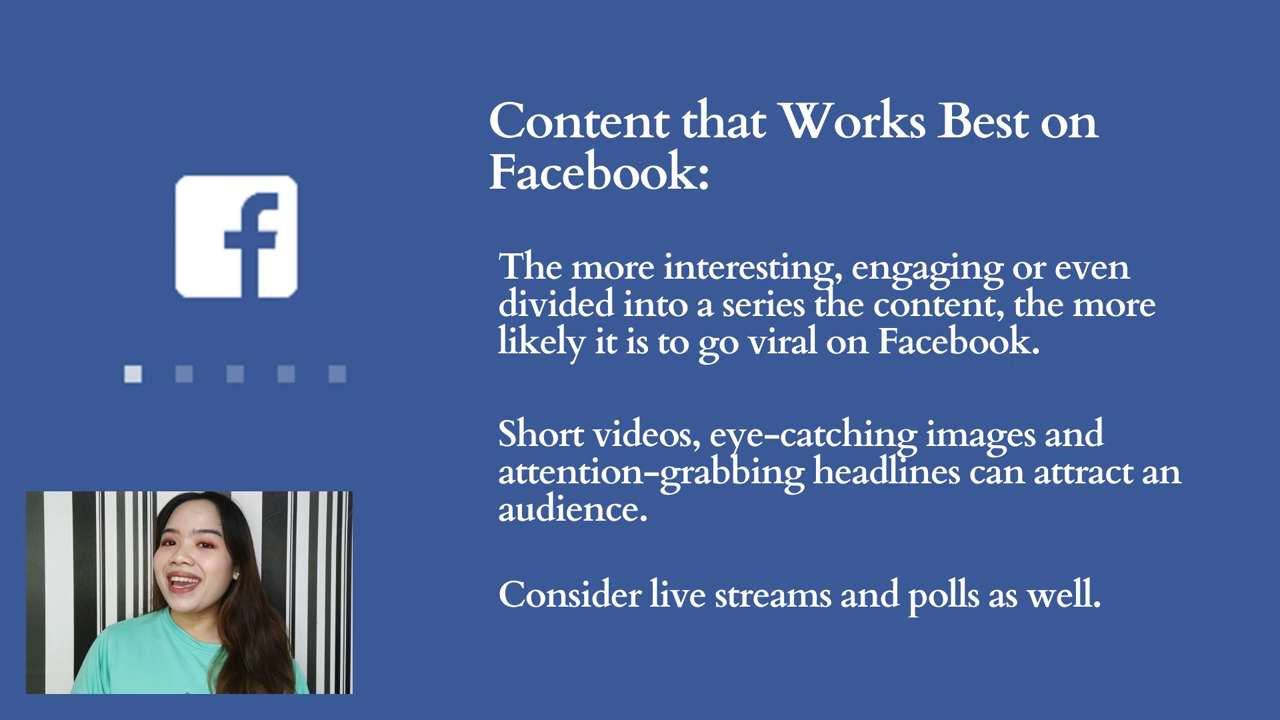 Content that Works Best on
Facebook:
The more interesting, engaging or even
divided into a series the content, the more
likely it is to go viral on Facebook.
Short videos, eye-catching images and
attention-grabbing headlines can attract an
audience.
Consider live streams and polls as well.